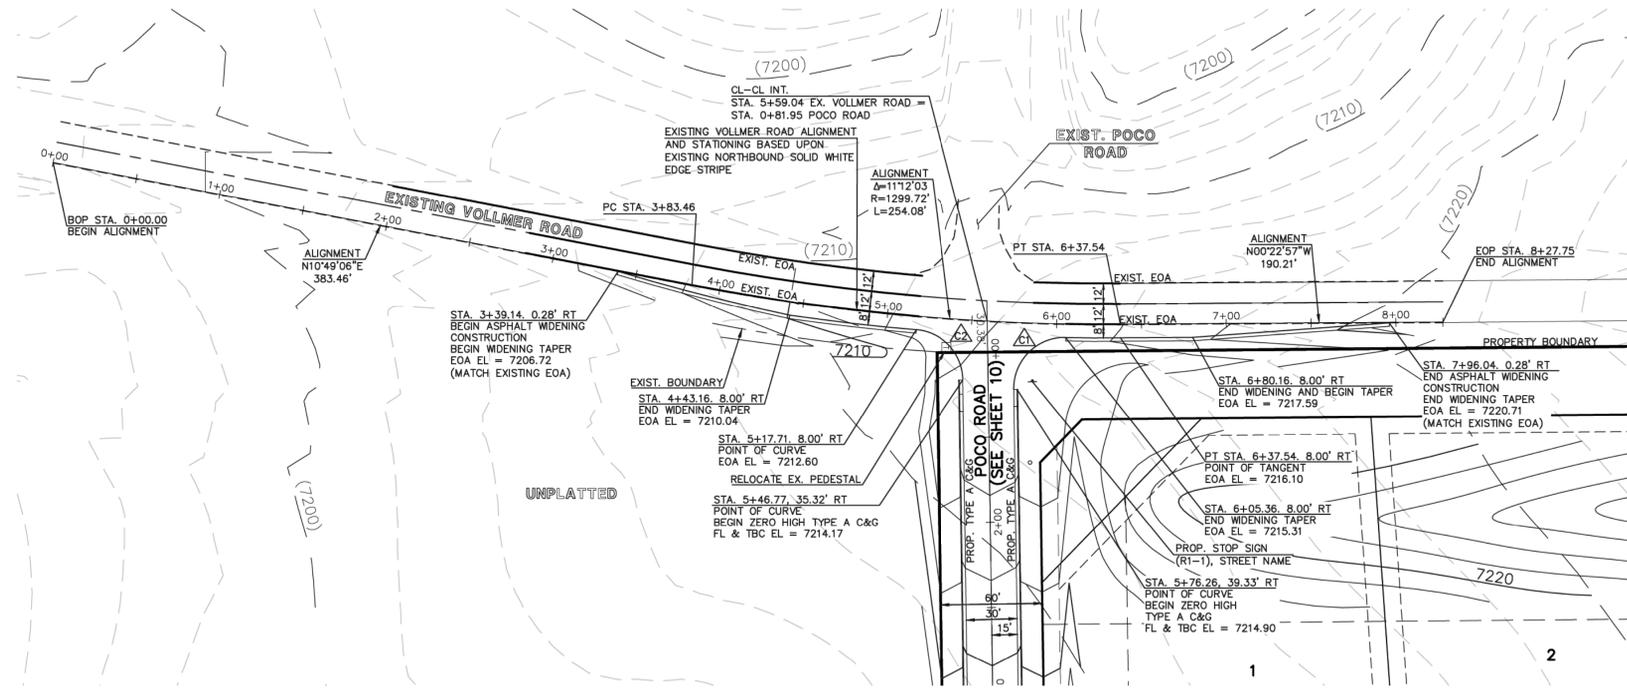 (7200)
(7200)
CL-CL INT.
STA. 5+59.04 EX. VOLLMER ROAD =
STA. 0+81.95 POCO ROAD
(7210)
EXISTING VOLLMER ROAD ALIGNMENT
AND STATIONING BASED UPON
EXISTING NORTHBOUND SOLID WHITE
EDGE STRIPE
EXIST. POCO
ROAD
0+00
1+00
2+00
3+00
4+00
5+00
6+00
7+00
8+00
ALIGNMENT
Δ=11°12'03
R=1299.72'
L=254.08'
EXISTING VOLLMER ROAD
PC STA. 3+83.46
(7220)
BOP STA. 0+00.00
BEGIN ALIGNMENT
ALIGNMENT
N10°49'06"E
383.46'
(7210)
PT STA. 6+37.54
ALIGNMENT
N00°22'57"W
190.21'
EOP STA. 8+27.75
END ALIGNMENT
EXIST. EOA
EXIST. EOA
EXIST. EOA
EXIST. EOA
8' 12' 12'
8' 12' 12'
STA. 3+39.14. 0.28' RT
BEGIN ASPHALT WIDENING
CONSTRUCTION
BEGIN WIDENING TAPER
EOA EL = 7206.72
(MATCH EXISTING EOA)
C2
C1
7210
PROPERTY BOUNDARY
EXIST. BOUNDARY
STA. 4+43.16. 8.00' RT
END WIDENING TAPER
EOA EL = 7210.04
STA. 6+80.16. 8.00' RT
END WIDENING AND BEGIN TAPER
EOA EL = 7217.59
STA. 7+96.04. 0.28' RT
END ASPHALT WIDENING
CONSTRUCTION
END WIDENING TAPER
EOA EL = 7220.71
(MATCH EXISTING EOA)
STA. 5+17.71. 8.00' RT
POINT OF CURVE
EOA EL = 7212.60
RELOCATE EX. PEDESTAL
STA. 5+46.77, 35.32' RT
POINT OF CURVE
BEGIN ZERO HIGH TYPE A C&G
FL & TBC EL = 7214.17
POCO ROAD
(SEE SHEET 10)
PROP. TYPE A C&G
PROP. TYPE A C&G
2+00
PT STA. 6+37.54. 8.00' RT
POINT OF TANGENT
EOA EL = 7216.10
UNPLATTED
(7200)
STA. 6+05.36. 8.00' RT
END WIDENING TAPER
EOA EL = 7215.31
PROP. STOP SIGN
(R1-1), STREET NAME
7220
STA. 5+76.26, 39.33' RT
POINT OF CURVE
BEGIN ZERO HIGH
TYPE A C&G
FL & TBC EL = 7214.90
60'
30'
15'
1
2